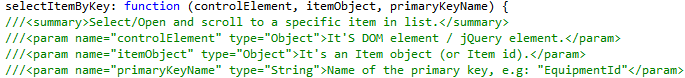 selectItemByKey: function (controlElement, itemObject, primaryKeyName) {
///<summary>Select/Open and scroll to a specific item in list.</summary>
///<param name="controlElement" type="Object">It'S DOM element / jQuery element.</param>
///<param name="itemObject" type="Object">It's an Item object (or Item id).</param>
///<param name="primaryKeyName" type="String">Name of the primary key, e.g: "EquipmentId"</param>